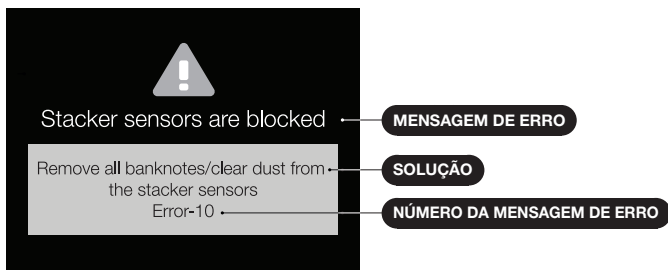 Stacker sensors are blocked
MENSAGEM DE ERRO
Remove all banknotes/clear dust from
the stacker sensors
Error-10
SOLUÇÃO
NÚMERO DA MENSAGEM DE ERRO